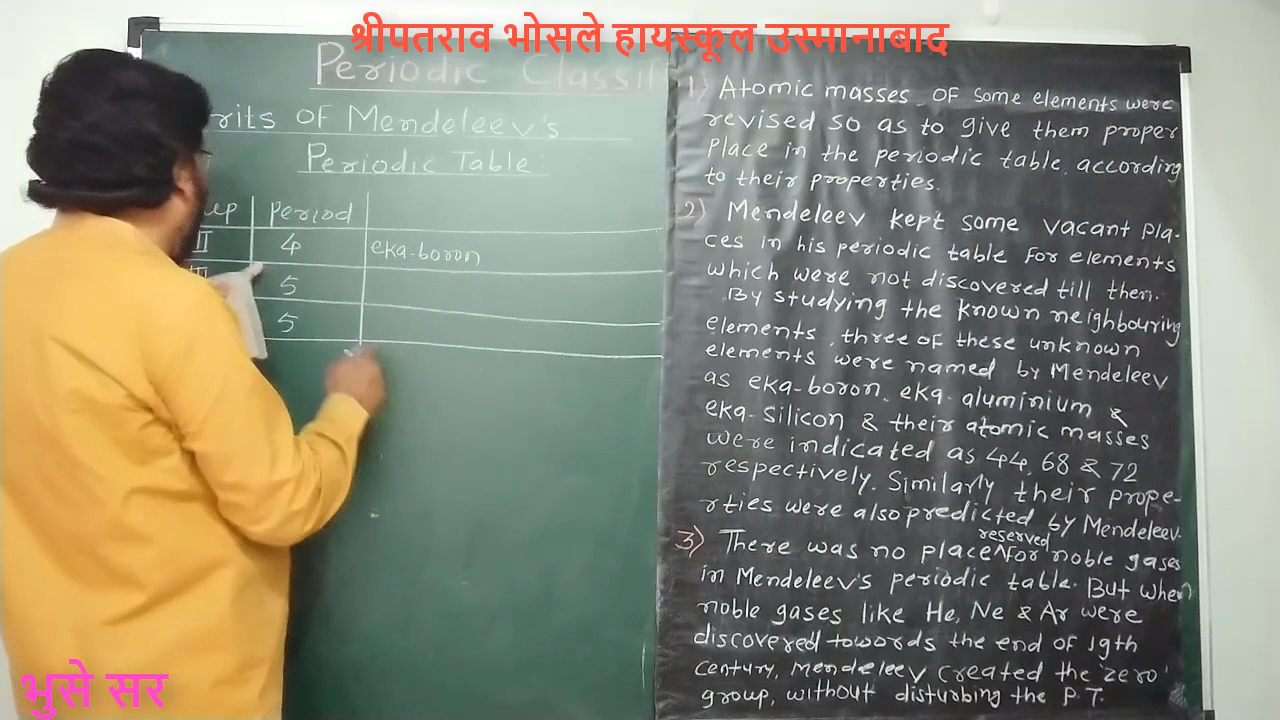 श्रीपतराव भोसले हायस्कूल उस्मानाबाद
Periodic Classif
rits OF Mendeleev's
Periodic Table:
up Period
II 4 eka-boron
III 5
5
1) Atomic masses of some elements were
revised so as to give them proper
place in the periodic table according
to their properties.
2) Mendeleev kept some vacant pla-
ces in his periodic table for elements
which were not discovered till then.
By studying the known neighbouring
elements, three of these unknown
elements were named by Mendeleev
as eka-boron, eka-aluminium &
eka-silicon & their atomic masses
were indicated as 44, 68 & 72
respectively. Similarly their prope-
rties were also predicted by Mendeleev.
3) There was no place reserved for noble gases
in Mendeleev's periodic table. But when
noble gases like He, Ne & Ar were
discovered towords the end of 19th
century, Mendeleev created the 'zero'
group, without disturbing the P.T.
भुसे सर